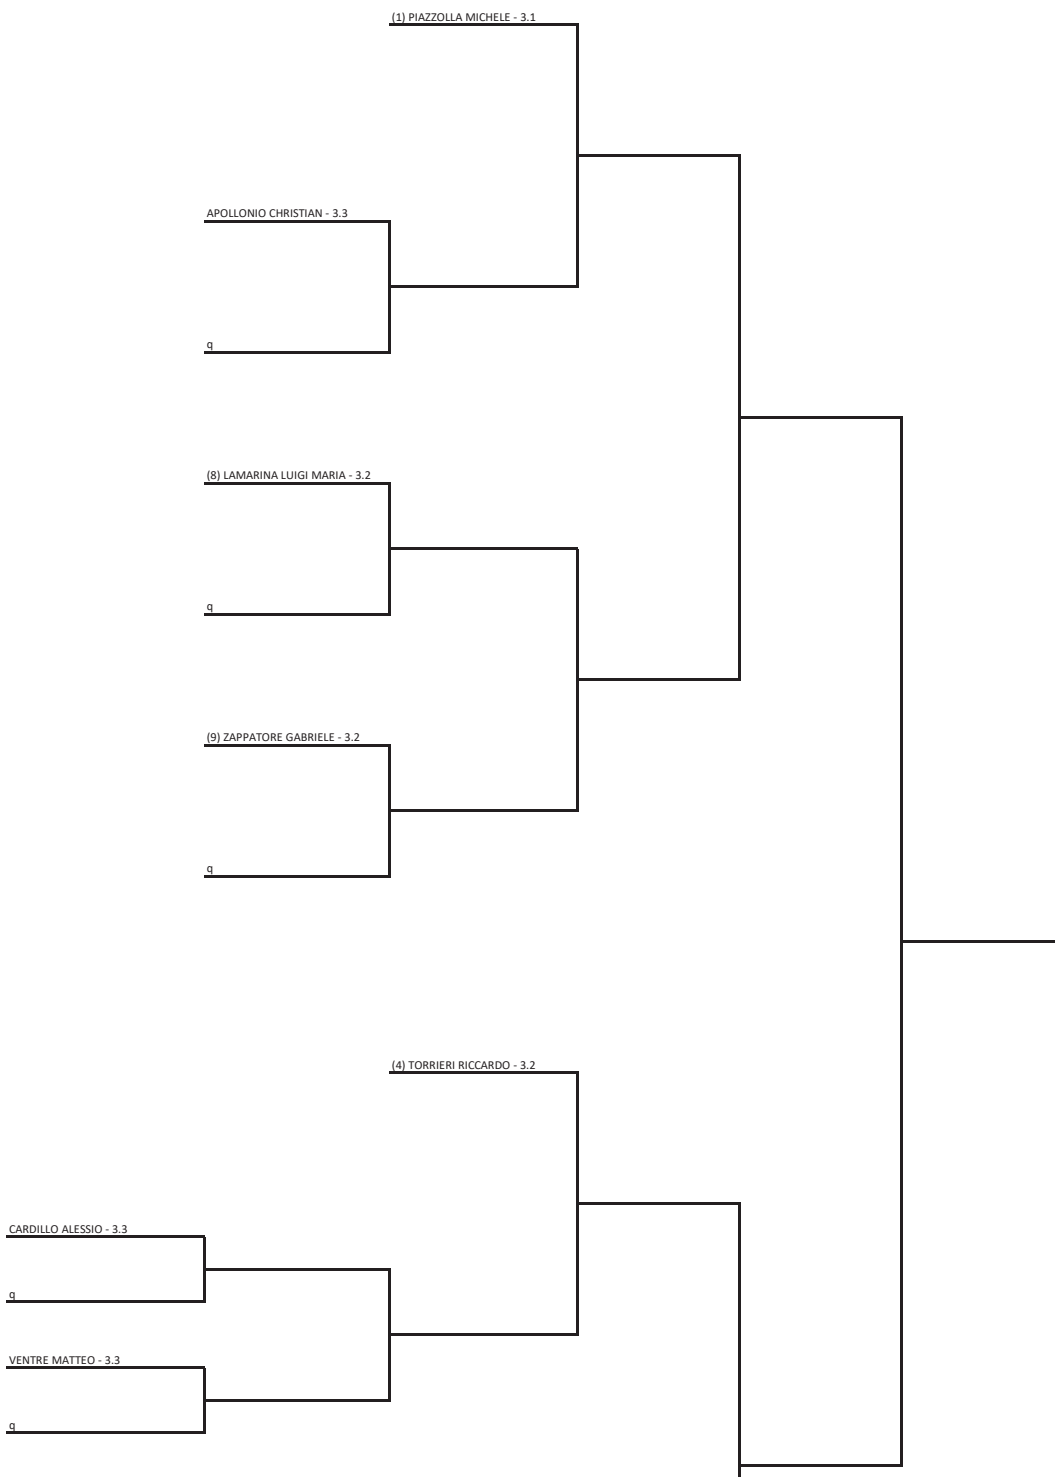 (1) PIAZZOLLA MICHELE - 3.1
APOLLONIO CHRISTIAN - 3.3
q
(8) LAMARINA LUIGI MARIA - 3.2
q
(9) ZAPPATORE GABRIELE - 3.2
q
(4) TORRIERI RICCARDO - 3.2
CARDILLO ALESSIO - 3.3
q
VENTRE MATTEO - 3.3
q